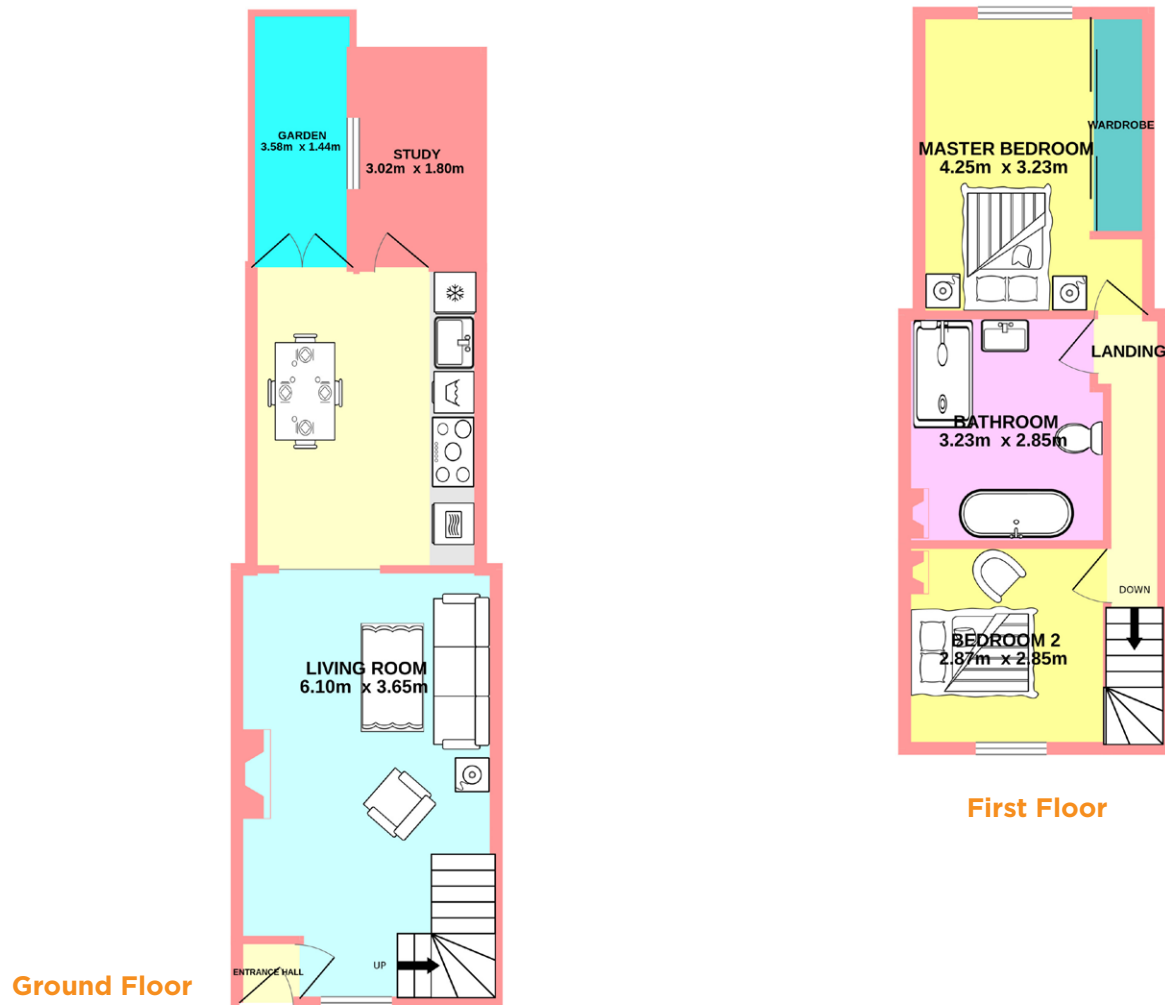 GARDEN
3.58m x 1.44m
STUDY
3.02m x 1.80m
LIVING ROOM
6.10m x 3.65m
ENTRANCE HALL
UP
Ground Floor
WARDROBE
MASTER BEDROOM
4.25m x 3.23m
LANDING
BATHROOM
3.23m x 2.85m
DOWN
BEDROOM 2
2.87m x 2.85m
First Floor